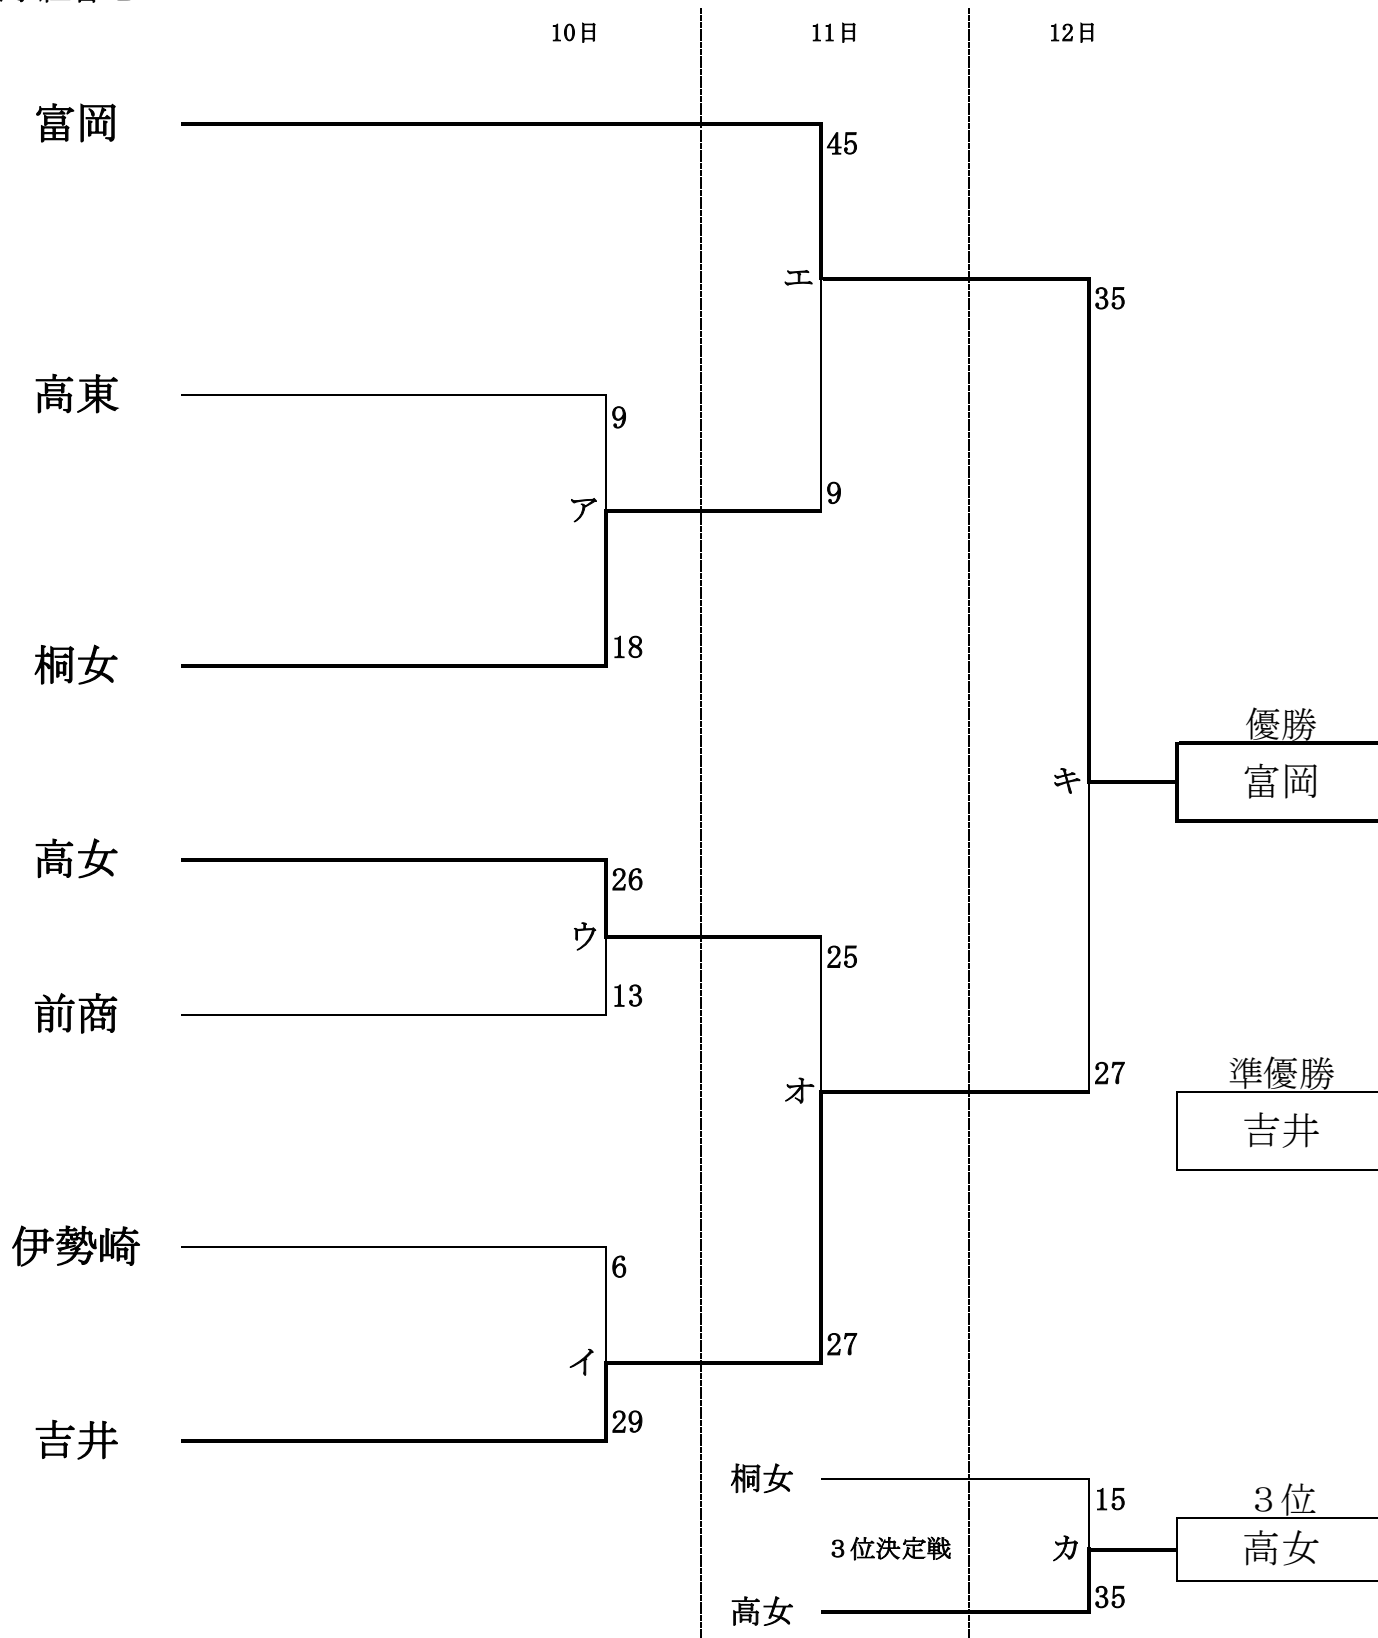 10日 11日 12日
富岡
45
エ
35
高東
9
ア
9
桐女
18
優勝
富岡
キ
高女
26
ウ
25
前商
13
オ
27
準優勝
吉井
伊勢崎
6
イ
27
吉井
29
桐女
15
3位
3位決定戦
カ
高女
高女
35